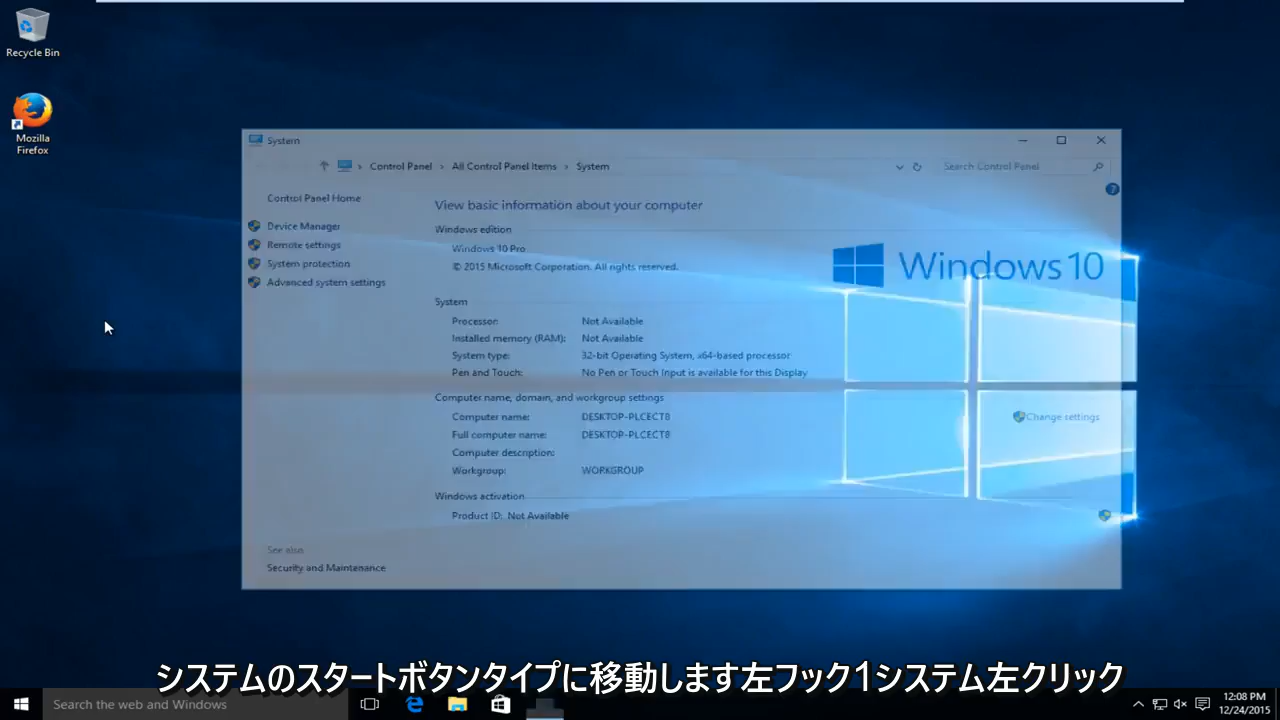 Recycle Bin
Mozilla
Firefox
System
Control Panel › All Control Panel Items › System
Search Control Panel
Control Panel Home
Device Manager
Remote settings
System protection
Advanced system settings
See also
Security and Maintenance
View basic information about your computer
Windows edition
Windows 10 Pro
© 2015 Microsoft Corporation. All rights reserved.
Windows 10
System
Processor: Not Available
Installed memory (RAM): Not Available
System type: 32-bit Operating System, x64-based processor
Pen and Touch: No Pen or Touch Input is available for this Display
Computer name, domain, and workgroup settings
Computer name: DESKTOP-PLCECT8
Change settings
Full computer name: DESKTOP-PLCECT8
Computer description:
Workgroup: WORKGROUP
Windows activation
Product ID: Not Available
システムのスタートボタンタイプに移動します左フック1システム左クリック
Search the web and Windows
12:08 PM
12/24/2015